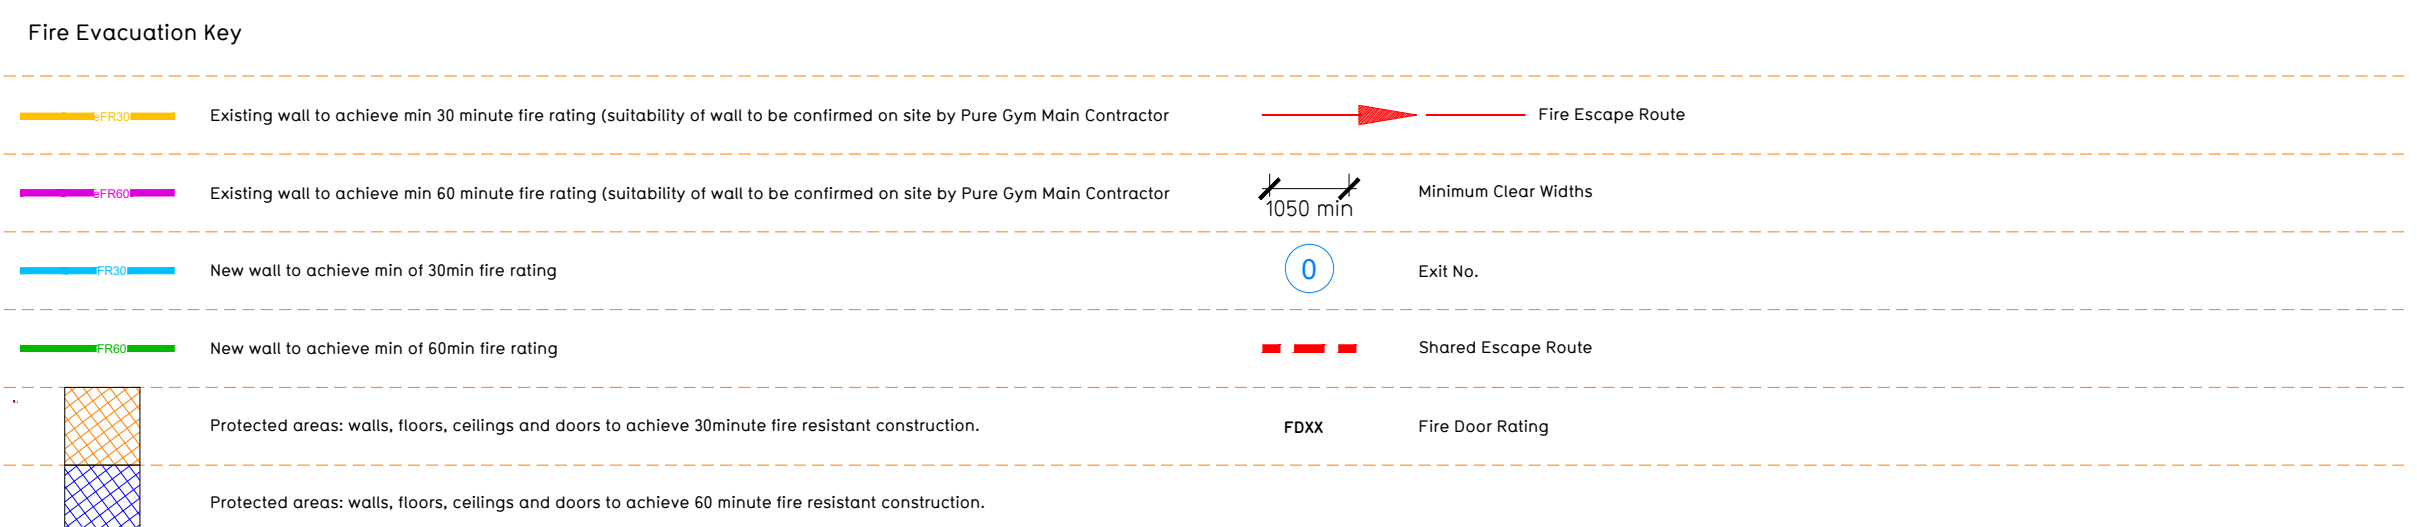 Fire Evacuation Key
eFR30 Existing wall to achieve min 30 minute fire rating (suitability of wall to be confirmed on site by Pure Gym Main Contractor Fire Escape Route
eFR60 Existing wall to achieve min 60 minute fire rating (suitability of wall to be confirmed on site by Pure Gym Main Contractor Minimum Clear Widths
1050 min
FR30 New wall to achieve min of 30min fire rating 0 Exit No.
FR60 New wall to achieve min of 60min fire rating Shared Escape Route
Protected areas: walls, floors, ceilings and doors to achieve 30minute fire resistant construction. FDXX Fire Door Rating
Protected areas: walls, floors, ceilings and doors to achieve 60 minute fire resistant construction.